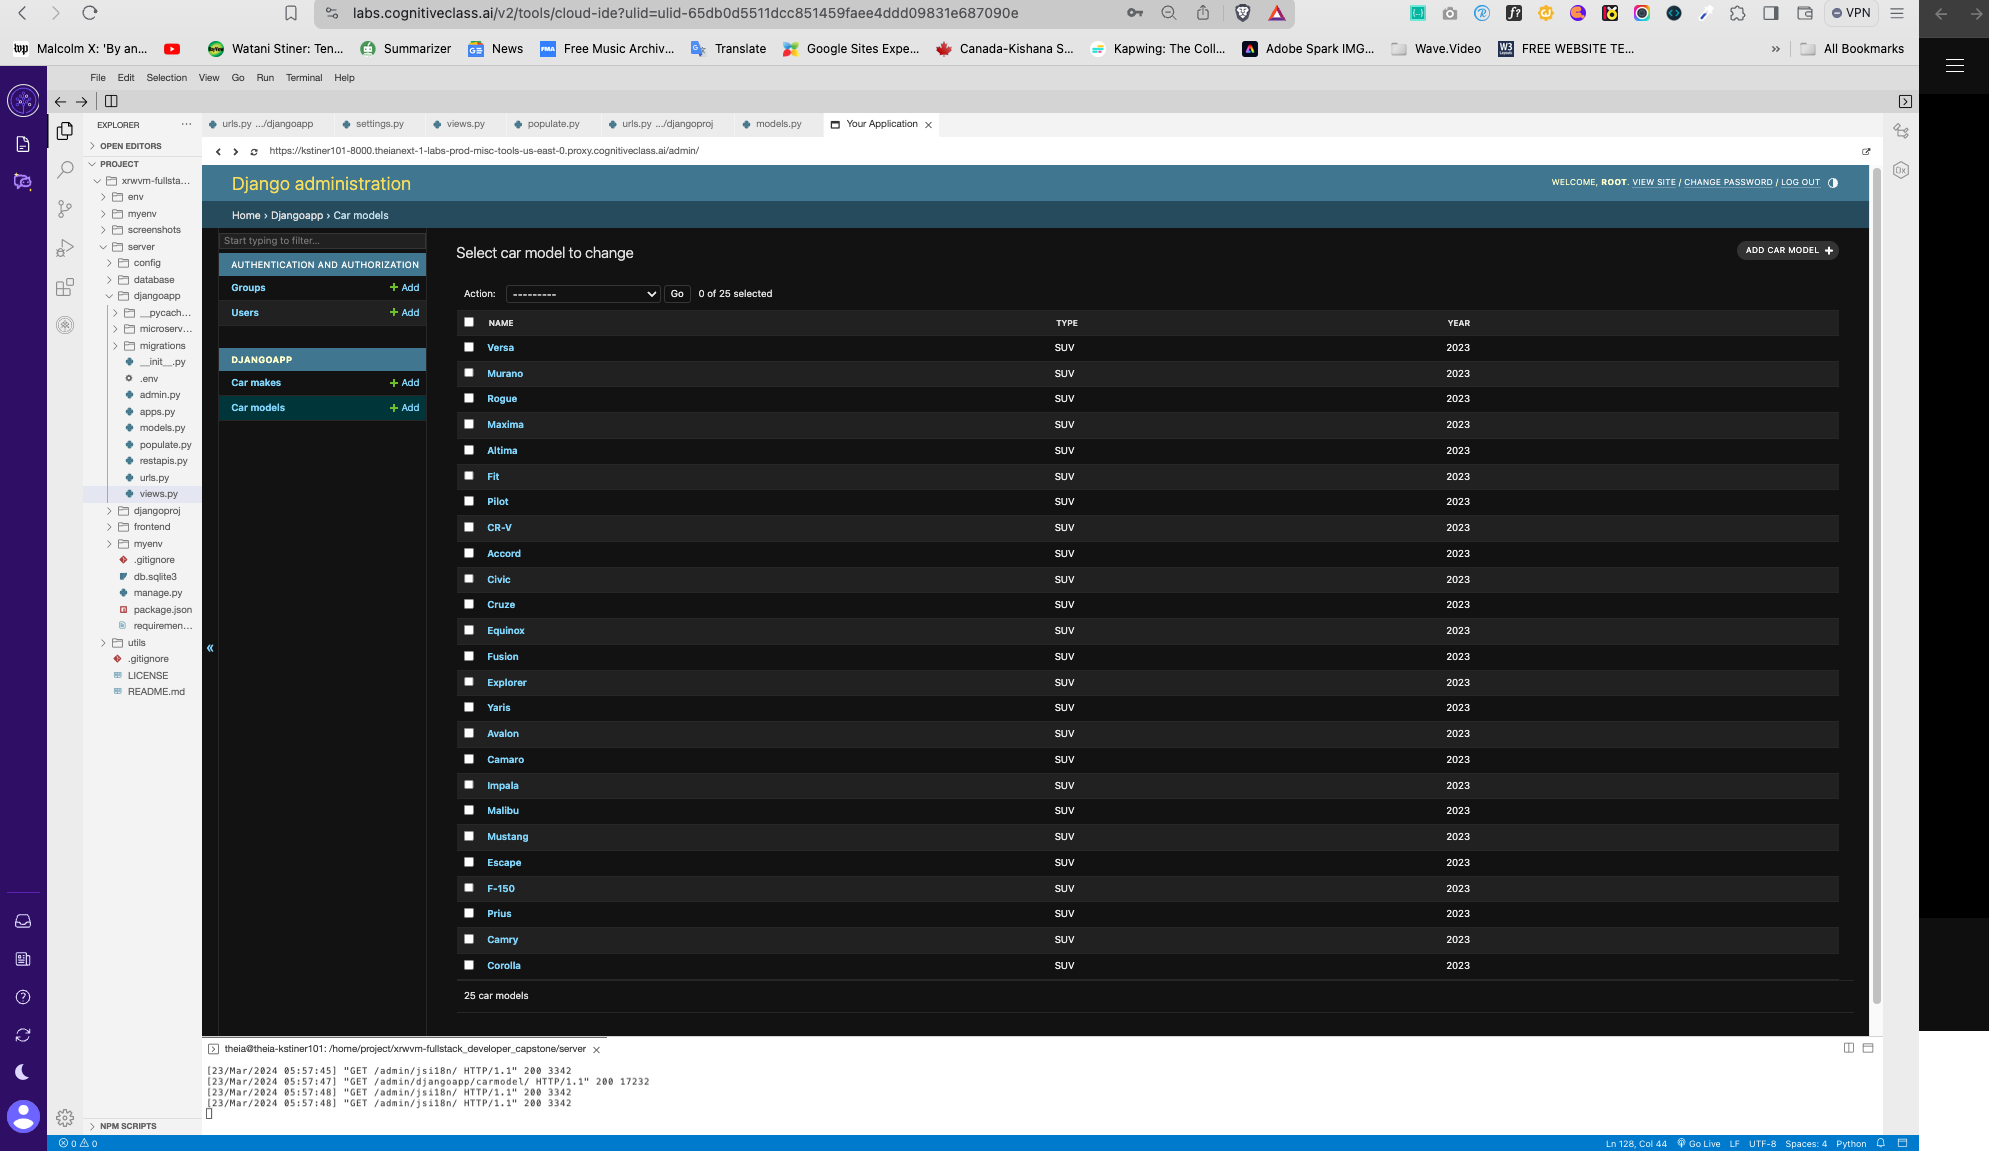 labs.cognitiveclass.ai/v2/tools/cloud-ide?ulid=ulid-65db0d5511dcc851459faee4ddd09831e687090e
VPN
Malcolm X: 'By an...
Watani Stiner: Ten...
Summarizer
News
Free Music Archiv...
Translate
Google Sites Expe...
Canada-Kishana S...
Kapwing: The Coll...
Adobe Spark IMG...
Wave.Video
FREE WEBSITE TE...
» All Bookmarks
File Edit Selection View Go Run Terminal Help
EXPLORER ...
OPEN EDITORS
PROJECT
xrwvm-fullsta...
env
myenv
screenshots
server
config
database
djangoapp
__pycach...
microserv...
migrations
__init__.py
.env
admin.py
apps.py
models.py
populate.py
restapis.py
urls.py
views.py
djangoproj
frontend
myenv
.gitignore
db.sqlite3
manage.py
package.json
requiremen...
utils
.gitignore
LICENSE
README.md
NPM SCRIPTS
urls.py .../djangoapp
settings.py
views.py
populate.py
urls.py .../djangoproj
models.py
Your Application
https://kstiner101-8000.theianext-1-labs-prod-misc-tools-us-east-0.proxy.cognitiveclass.ai/admin/
Django administration
WELCOME, ROOT. VIEW SITE / CHANGE PASSWORD / LOG OUT
Home › Djangoapp › Car models
Start typing to filter...
AUTHENTICATION AND AUTHORIZATION
Groups + Add
Users + Add
DJANGOAPP
Car makes + Add
Car models + Add
«
Select car model to change
ADD CAR MODEL +
Action: --------- Go 0 of 25 selected
NAME TYPE YEAR
Versa SUV 2023
Murano SUV 2023
Rogue SUV 2023
Maxima SUV 2023
Altima SUV 2023
Fit SUV 2023
Pilot SUV 2023
CR-V SUV 2023
Accord SUV 2023
Civic SUV 2023
Cruze SUV 2023
Equinox SUV 2023
Fusion SUV 2023
Explorer SUV 2023
Yaris SUV 2023
Avalon SUV 2023
Camaro SUV 2023
Impala SUV 2023
Malibu SUV 2023
Mustang SUV 2023
Escape SUV 2023
F-150 SUV 2023
Prius SUV 2023
Camry SUV 2023
Corolla SUV 2023
25 car models
theia@theia-kstiner101: /home/project/xrwvm-fullstack_developer_capstone/server
[23/Mar/2024 05:57:45] "GET /admin/jsi18n/ HTTP/1.1" 200 3342
[23/Mar/2024 05:57:47] "GET /admin/djangoapp/carmodel/ HTTP/1.1" 200 17232
[23/Mar/2024 05:57:48] "GET /admin/jsi18n/ HTTP/1.1" 200 3342
[23/Mar/2024 05:57:48] "GET /admin/jsi18n/ HTTP/1.1" 200 3342
0 0
Ln 128, Col 44 Go Live LF UTF-8 Spaces: 4 Python